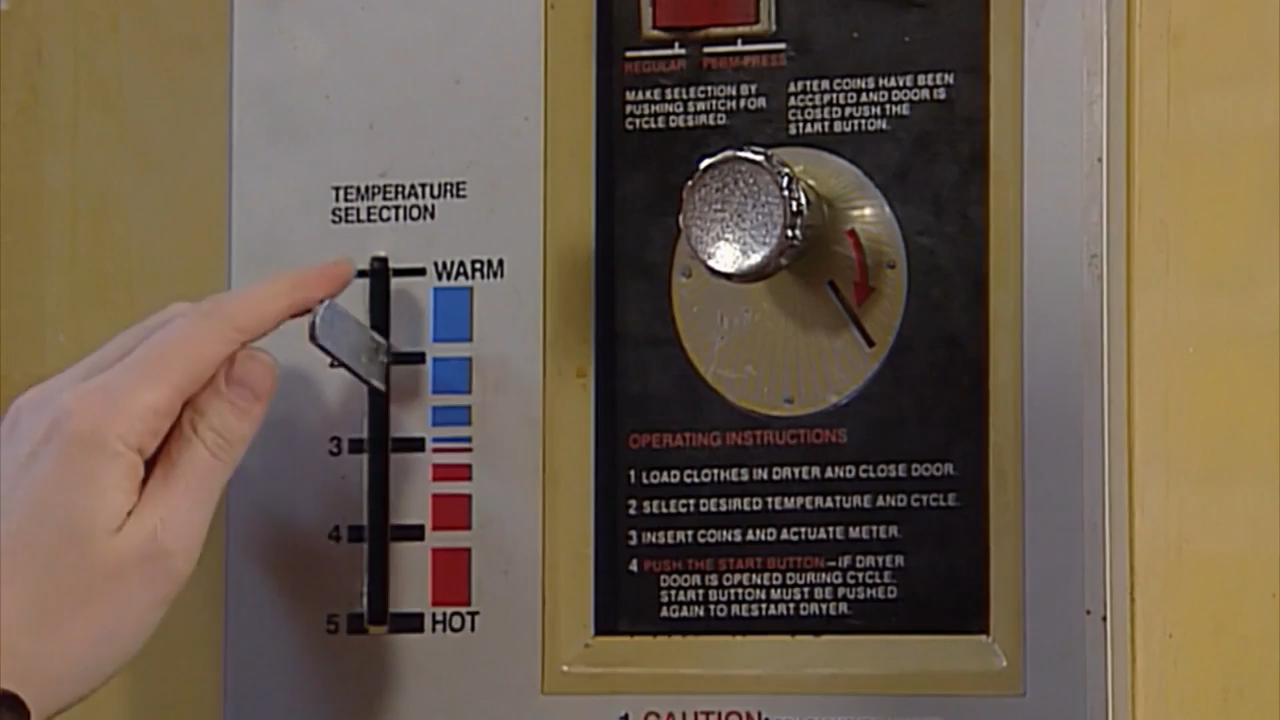 REGULAR PERM-PRESS
MAKE SELECTION BY
PUSHING SWITCH FOR
CYCLE DESIRED.
AFTER COINS HAVE BEEN
ACCEPTED AND DOOR IS
CLOSED PUSH THE
START BUTTON.
TEMPERATURE
SELECTION
WARM
3
4
5 HOT
OPERATING INSTRUCTIONS
1 LOAD CLOTHES IN DRYER AND CLOSE DOOR.
2 SELECT DESIRED TEMPERATURE AND CYCLE.
3 INSERT COINS AND ACTUATE METER.
4 PUSH THE START BUTTON—IF DRYER
DOOR IS OPENED DURING CYCLE,
START BUTTON MUST BE PUSHED
AGAIN TO RESTART DRYER.
CAUTION: